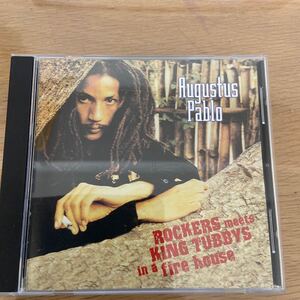 Augustus
Pablo
ROCKERS meets
KING TUBBYS
in a fire house